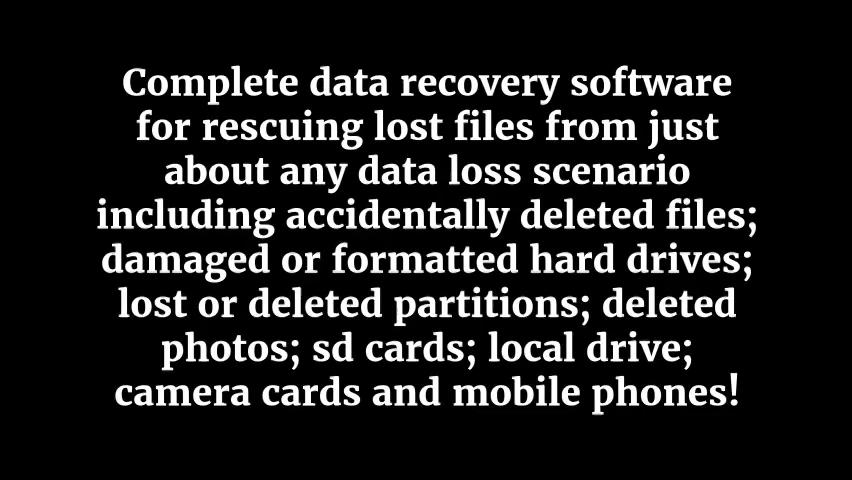 Complete data recovery software
for rescuing lost files from just
about any data loss scenario
including accidentally deleted files;
damaged or formatted hard drives;
lost or deleted partitions; deleted
photos; sd cards; local drive;
camera cards and mobile phones!